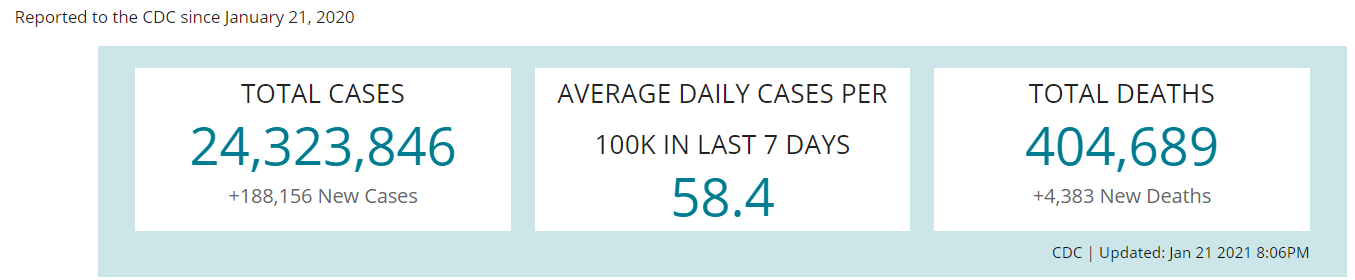 Reported to the CDC since January 21, 2020
TOTAL CASES
24,323,846
+188,156 New Cases
AVERAGE DAILY CASES PER
100K IN LAST 7 DAYS
58.4
TOTAL DEATHS
404,689
+4,383 New Deaths
CDC | Updated: Jan 21 2021 8:06PM